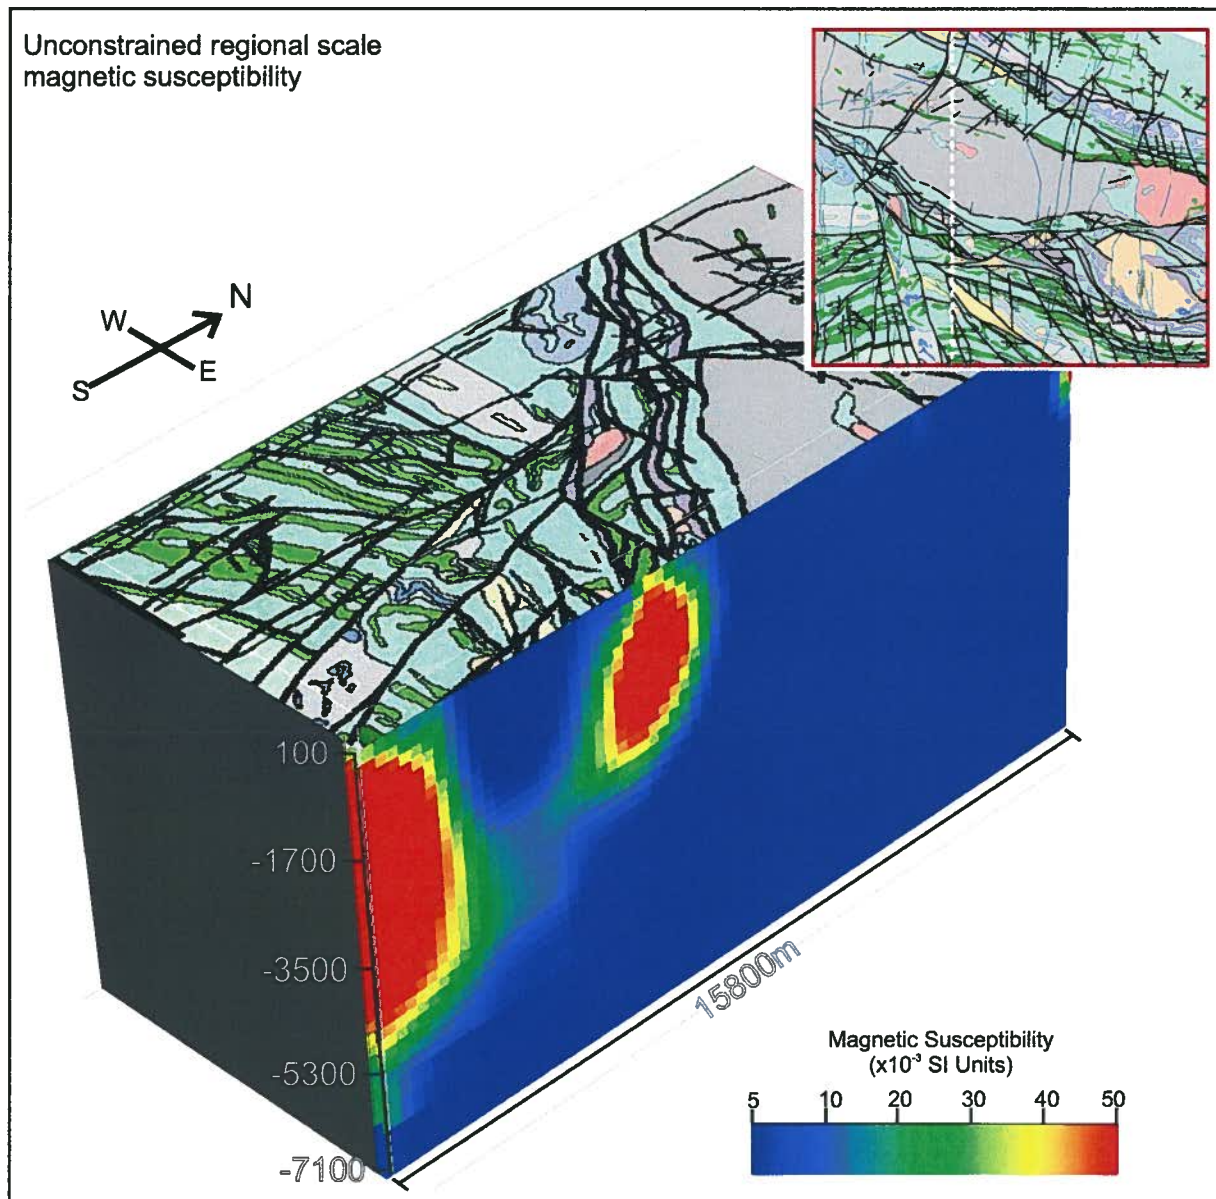 Unconstrained regional scale
magnetic susceptibility
N
W
E
S
100
-1700
-3500
-5300
-7100
15800m
Magnetic Susceptibility
(x10⁻³ SI Units)
5 10 20 30 40 50